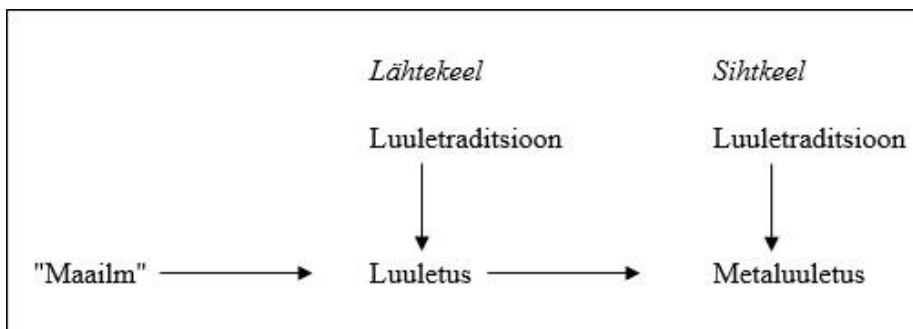 Lähtekeel Sihtkeel
Luuletraditsioon Luuletraditsioon
"Maailm" Luuletus Metaluuletus